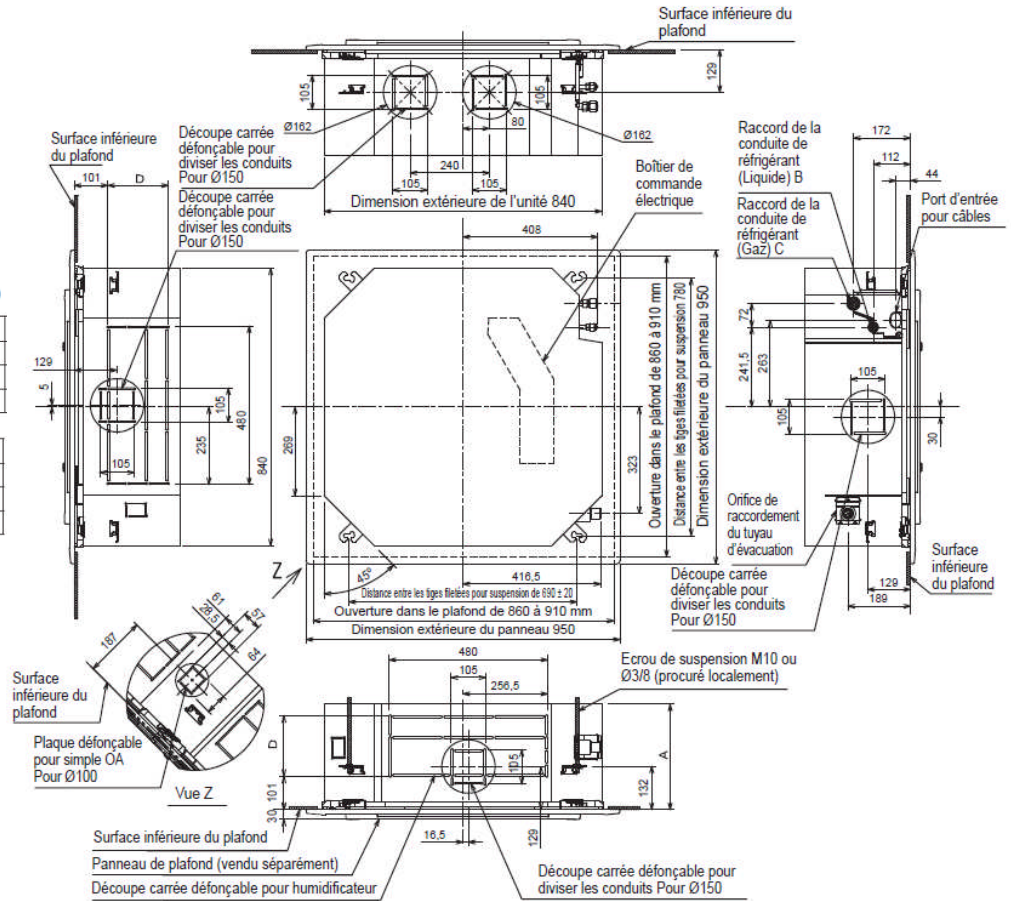 Surface inférieure du
plafond
129
105
105
Ø162
80
Ø162
240
105
105
Dimension extérieure de l'unité 840
Surface inférieure
du plafond
Découpe carrée
défonçable pour
diviser les conduits
Pour Ø150
101
D
Découpe carrée
défonçable pour
diviser les conduits
Pour Ø150
Boîtier de
commande
électrique
408
Raccord de la
conduite de
réfrigérant
(Liquide) B
Raccord de la
conduite de
réfrigérant
(Gaz) C
172
112
44
Port d'entrée
pour câbles
129
5
105
105
235
480
840
269
323
Ouverture dans le plafond de 860 à 910 mm
Distance entre les tiges filetées pour suspension 780
Dimension extérieure du panneau 950
72
241,5
263
105
105
30
Orifice de
raccordement
du tuyau
d'évacuation
Surface
inférieure
du plafond
Découpe carrée
défonçable pour
diviser les conduits
Pour Ø150
129
189
Z
45°
416,5
Distance entre les tiges filetées pour suspension de 690 ± 20
Ouverture dans le plafond de 860 à 910 mm
Dimension extérieure du panneau 950
61
28,5
57
187
64
Surface
inférieure du
plafond
Plaque défonçable
pour simple OA
Pour Ø100
Vue Z
480
105
256,5
Ecrou de suspension M10 ou
Ø3/8 (procuré localement)
D
105
A
101
132
30
16,5
129
Surface inférieure du plafond
Panneau de plafond (vendu séparément)
Découpe carrée défonçable pour humidificateur
Découpe carrée défonçable pour
diviser les conduits Pour Ø150